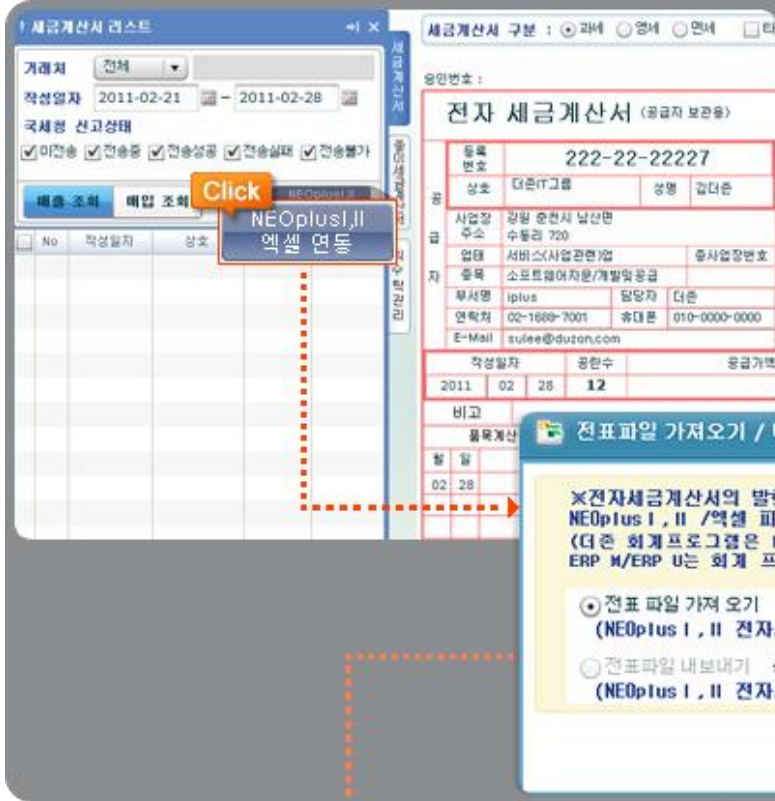 세금계산서 리스트
거래처 전체
작성일자 2011-02-21 - 2011-02-28
국세청 신고상태
미전송 전송중 전송성공 전송실패 전송불가
매출 조회 매입 조회
Click
NEOplusI,II
엑셀 연동
No 작성일자 상호
세금계산서
세금계산서 구분 : 과세 영세 면세
승인번호 :
전자 세금계산서 (공급자 보관용)
공급자
등록번호 222-22-22227
상호 더존IT그룹 성명 김더존
사업장주소 강원 춘천시 남산면
수동리 720
업태 서비스(사업관련)업 종사업장번호
종목 소프트웨어자문/개발및공급
부서명 iplus 담당자 더존
연락처 02-1688-7001 휴대폰 010-0000-0000
E-Mail sulee@duzon.com
작성일자 공란수 공급가액
2011 02 28 12
비고
품목계산
월 일
02 28
전표파일 가져오기 /
※전자세금계산서의
NEOplus I , II /엑셀
(더존 회계프로그램은
ERP M/ERP U는 회계
전표 파일 가져 오기
(NEOplus I , II 전자
전표파일 내보내기
(NEOplus I , II 전자